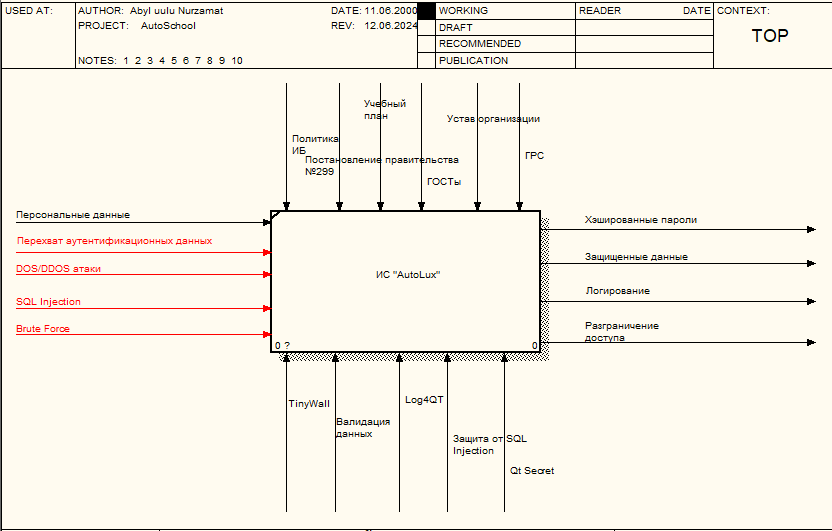 USED AT: AUTHOR: Abyl uulu Nurzamat DATE: 11.06.2000 WORKING READER DATE CONTEXT:
PROJECT: AutoSchool REV: 12.06.2024 DRAFT
TOP
RECOMMENDED
NOTES: 1 2 3 4 5 6 7 8 9 10 PUBLICATION
Политика
ИБ
Постановление правительства
№299
Учебный
план
ГОСТы
Устав организации
ГРС
Персональные данные
Перехват аутентификационных данных
DOS/DDOS атаки
SQL Injection
Brute Force
ИС "AutoLux"
0 ?
0
Хэшированные пароли
Защищенные данные
Логирование
Разграничение
доступа
TinyWall
Валидация
данных
Log4QT
Защита от SQL
Injection
Qt Secret